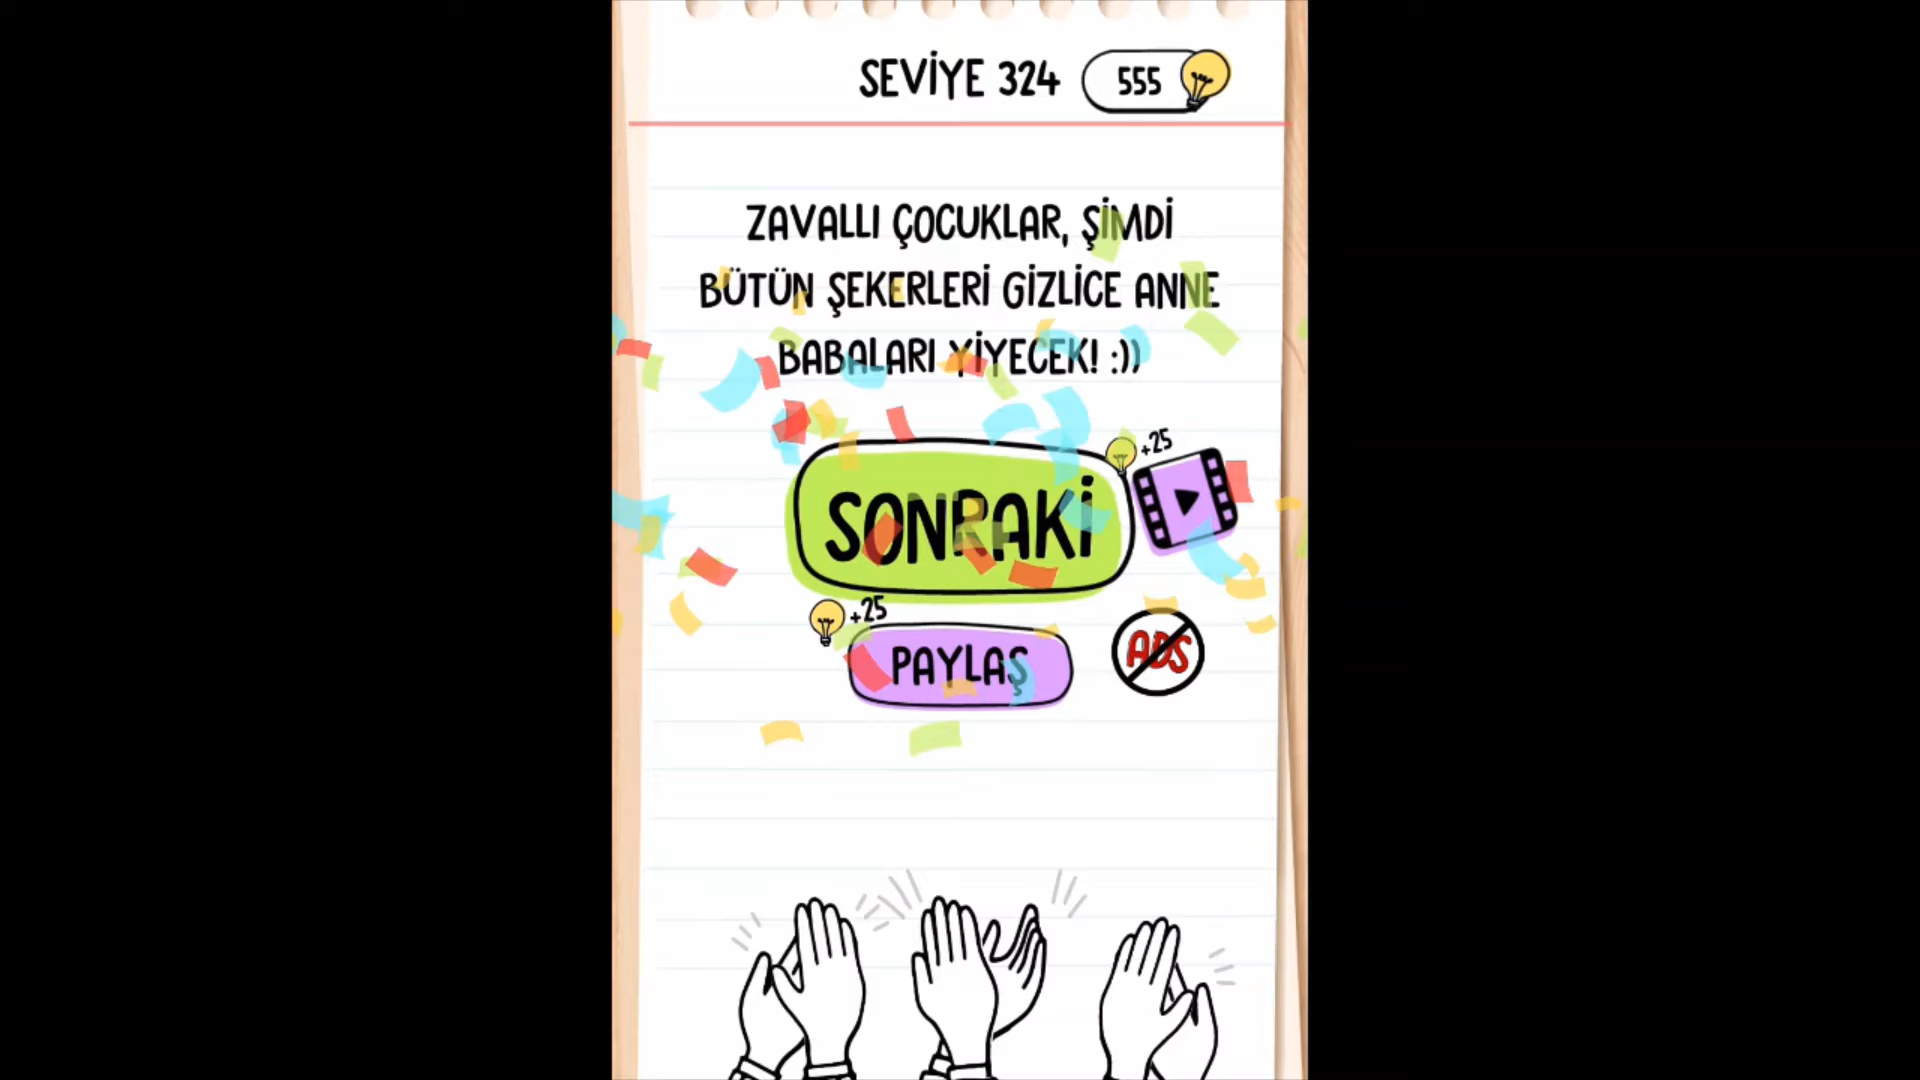 SEVİYE 324
555
ZAVALLI ÇOCUKLAR, ŞİMDİ
BÜTÜN ŞEKERLERİ GİZLİCE ANNE
BABALARI YİYECEK! :))
+25
SONRAKİ
+25
PAYLAŞ
ADS